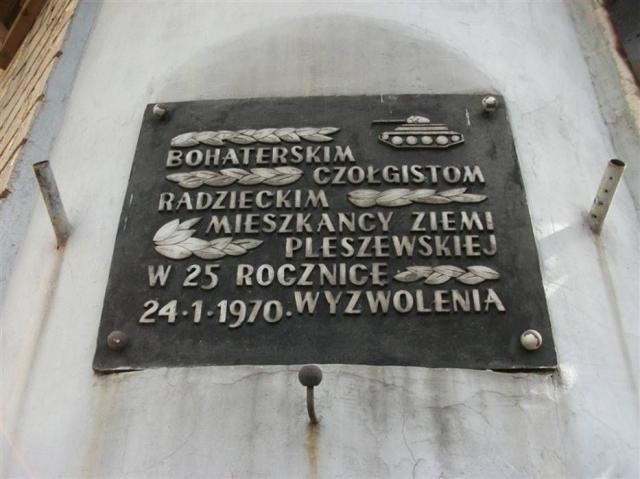 BOHATERSKIM
CZOŁGISTOM
RADZIECKIM
MIESZKAŃCY ZIEMI
PLESZEWSKIEJ
W 25 ROCZNICĘ
24.1.1970. WYZWOLENIA